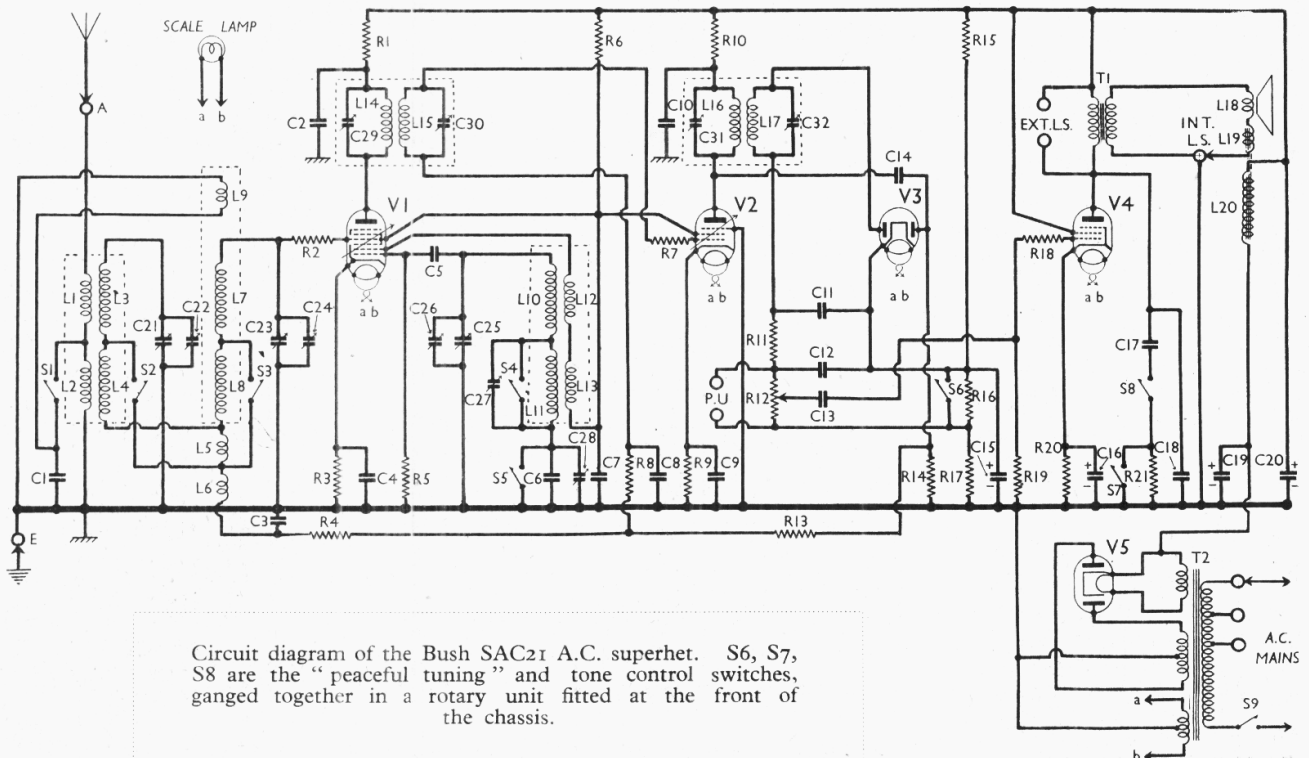 SCALE LAMP
a b
A
R1
R6
R10
R15
T1
L14
C29
L15
C30
C2
C10
L16
C31
L17
C32
C14
EXT.L.S.
INT.
L.S.
L18
L19
L20
L9
V1
V2
V3
V4
R2
C5
R7
R18
a b
a b
a b
a b
L1
L3
L7
C21
C22
C23
C24
C26
C25
L10
L12
C11
C17
S1
L2
L4
S2
L8
S3
C27
S4
L11
L13
R11
C12
P.U
R12
C13
S6
R16
S8
L5
L6
C1
R3
C4
R5
S5
C6
C28
C7
R8
C8
R9
C9
R14
R17
C15
+
–
R19
R20
C16
+
–
S7
R21
C18
C19
+
–
C20
+
–
C3
R4
R13
E
V5
T2
A.C.
MAINS
a
b
S9
Circuit diagram of the Bush SAC21 A.C. superhet. S6, S7,
S8 are the “ peaceful tuning ” and tone control switches,
ganged together in a rotary unit fitted at the front of
the chassis.